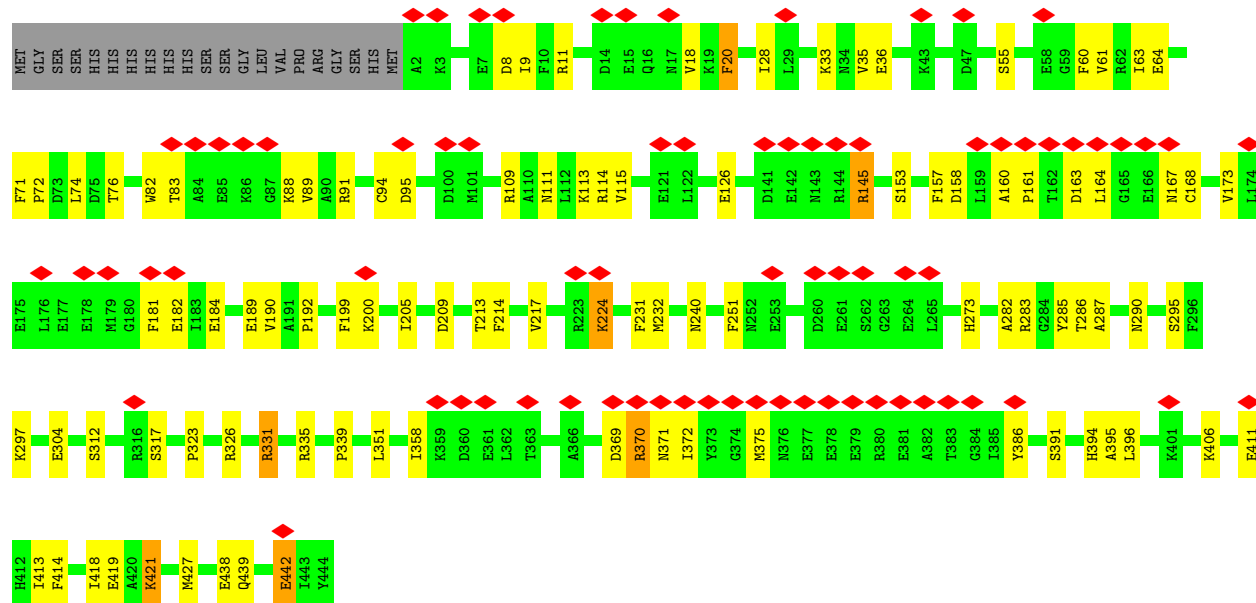 MET GLY SER SER HIS HIS HIS HIS HIS HIS SER SER GLY LEU VAL PRO ARG GLY SER HIS MET A2 K3 E7 D8 I9 F10 R11 D14 E15 Q16 N17 V18 K19 F20 I28 L29 K33 N34 V35 E36 K43 D47 S55 E58 G59 F60 V61 R62 I63 E64
F71 P72 D73 L74 D75 T76 W82 T83 A84 E85 K86 G87 K88 V89 A90 R91 C94 D95 D100 M101 R109 A110 N111 L112 K113 R114 V115 E121 L122 E126 D141 E142 N143 R144 R145 S153 F157 D158 L159 A160 P161 T162 D163 L164 G165 E166 N167 C168 V173 L174
E175 L176 E177 E178 M179 G180 F181 E182 I183 E184 E189 V190 A191 P192 F199 K200 I205 D209 T213 F214 V217 R223 K224 F231 M232 N240 F251 N252 E253 D260 E261 S262 G263 E264 L265 H273 A282 R283 G284 Y285 T286 A287 N290 S295 F296
K297 E304 S312 R316 S317 P323 R326 R331 R335 P339 L351 I358 K359 D360 E361 L362 T363 A366 D369 R370 N371 I372 Y373 G374 M375 N376 E377 E378 E379 R380 E381 A382 T383 G384 I385 Y386 S391 H394 A395 L396 K401 K406 E411
H412 I413 F414 I418 E419 A420 K421 M427 E438 Q439 E442 I443 Y444